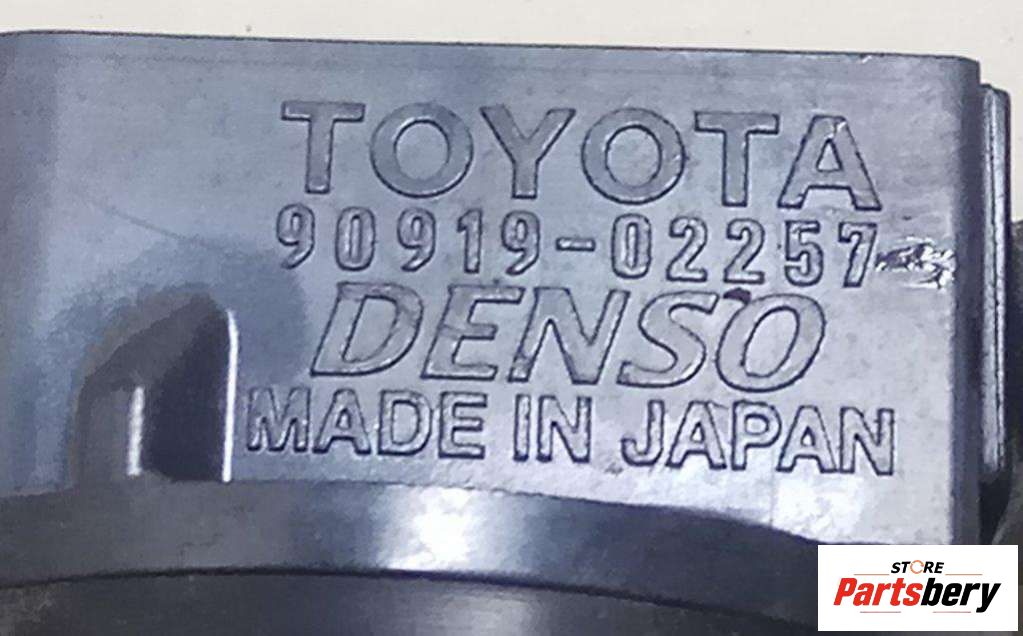 TOYOTA
90919-02257
DENSO
MADE IN JAPAN
STORE
Partsbery